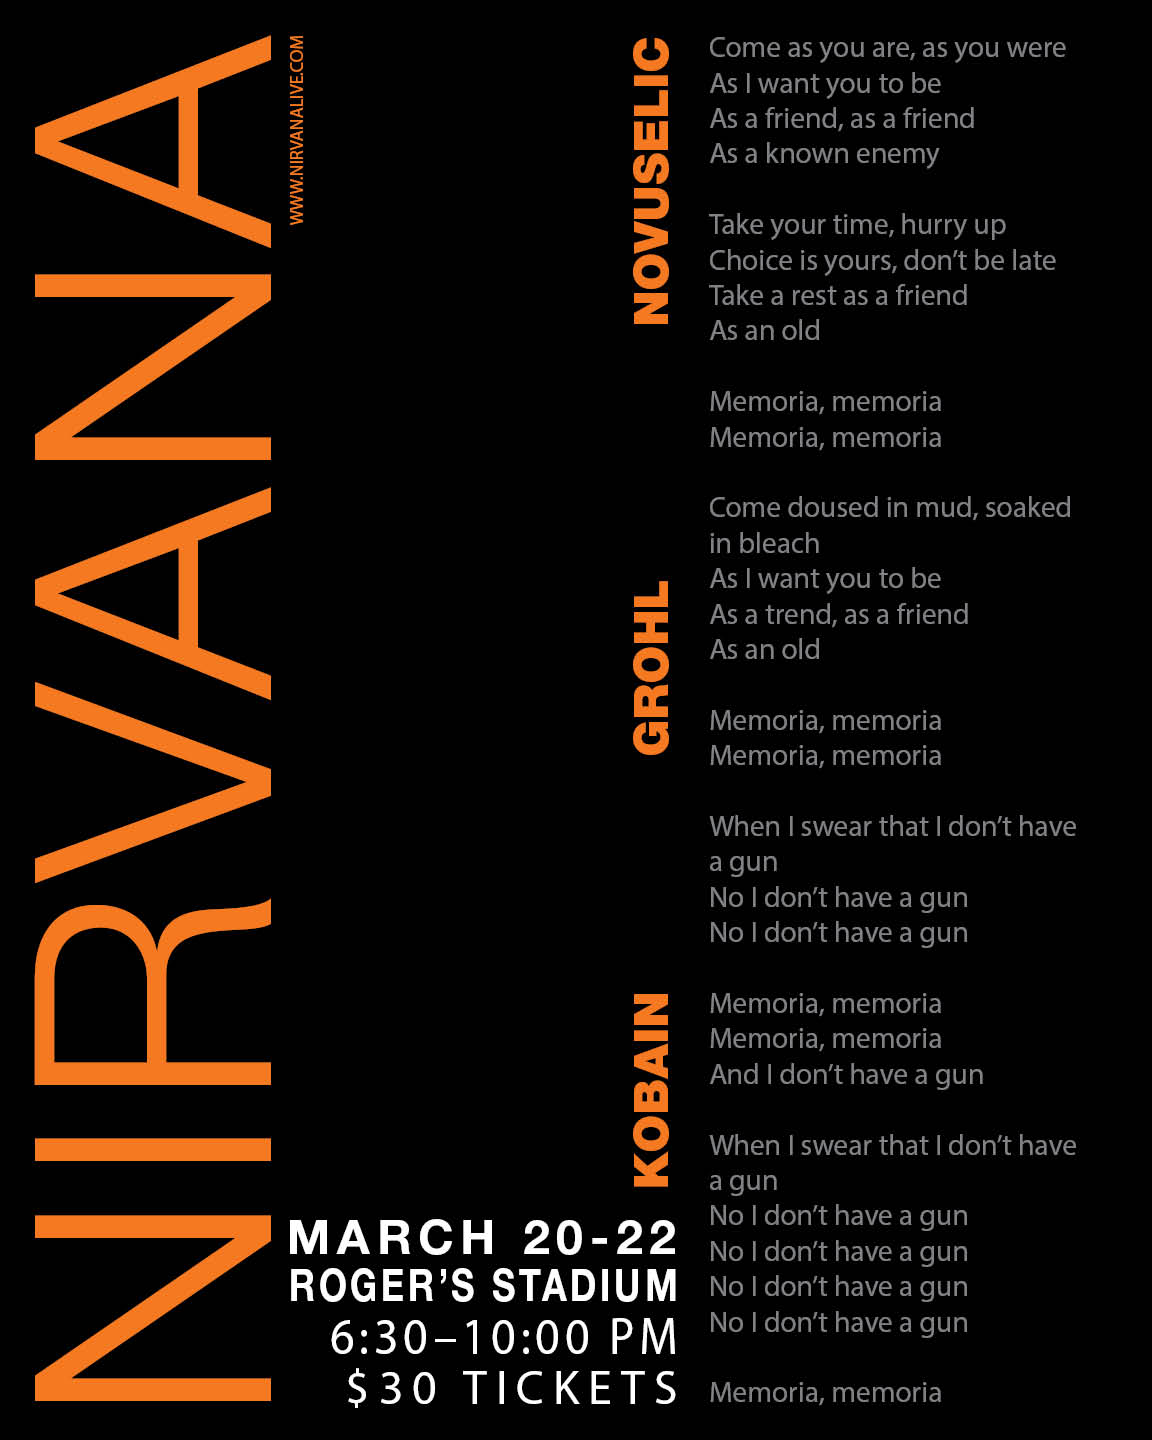 NIRVANA
WWW.NIRVANALIVE.COM
NOVUSELIC
GROHL
KOBAIN
MARCH 20-22
ROGER'S STADIUM
6:30–10:00 PM
$30 TICKETS
Come as you are, as you were
As I want you to be
As a friend, as a friend
As a known enemy
Take your time, hurry up
Choice is yours, don't be late
Take a rest as a friend
As an old
Memoria, memoria
Memoria, memoria
Come doused in mud, soaked
in bleach
As I want you to be
As a trend, as a friend
As an old
Memoria, memoria
Memoria, memoria
When I swear that I don't have
a gun
No I don't have a gun
No I don't have a gun
Memoria, memoria
Memoria, memoria
And I don't have a gun
When I swear that I don't have
a gun
No I don't have a gun
No I don't have a gun
No I don't have a gun
No I don't have a gun
Memoria, memoria